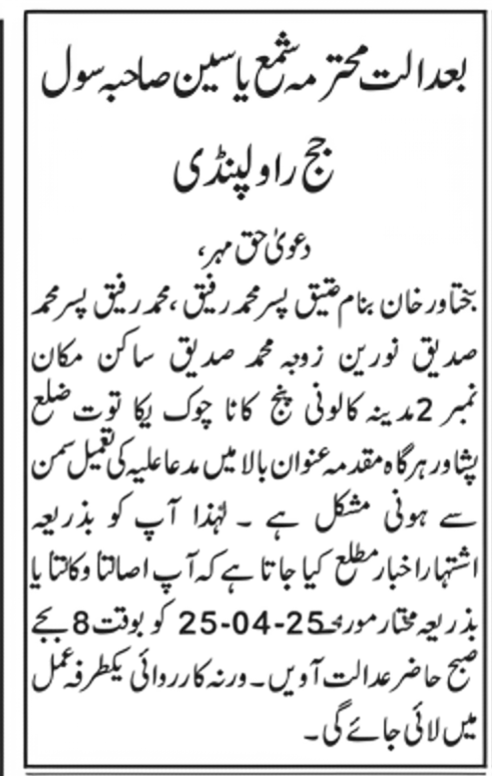 بعدالت محترمہ شمع یاسین صاحبہ سول
جج راولپنڈی
دعویٰ حق مہر،
بختاور خان بنام عتیق پسر محمد رفیق ،محمد رفیق پسر محمد
صدیق نورین زوجہ محمد صدیق ساکن مکان
نمبر 2 مدینہ کالونی پنج کاٹا چوک یکا توت ضلع
پشاور ہرگاہ مقدمہ عنوان بالا میں مدعا علیہ کی تعمیل سمن
سے ہونی مشکل ہے ۔ لہٰذا آپ کو بذریعہ
اشتہار اخبار مطلع کیا جاتا ہے کہ آپ اصالتاً وکالتاً یا
بذریعہ مختار مورخہ 25-04-25 کو بوقت 8 بجے
صبح حاضر عدالت آویں۔ ورنہ کارروائی یکطرفہ عمل
میں لائی جائے گی۔